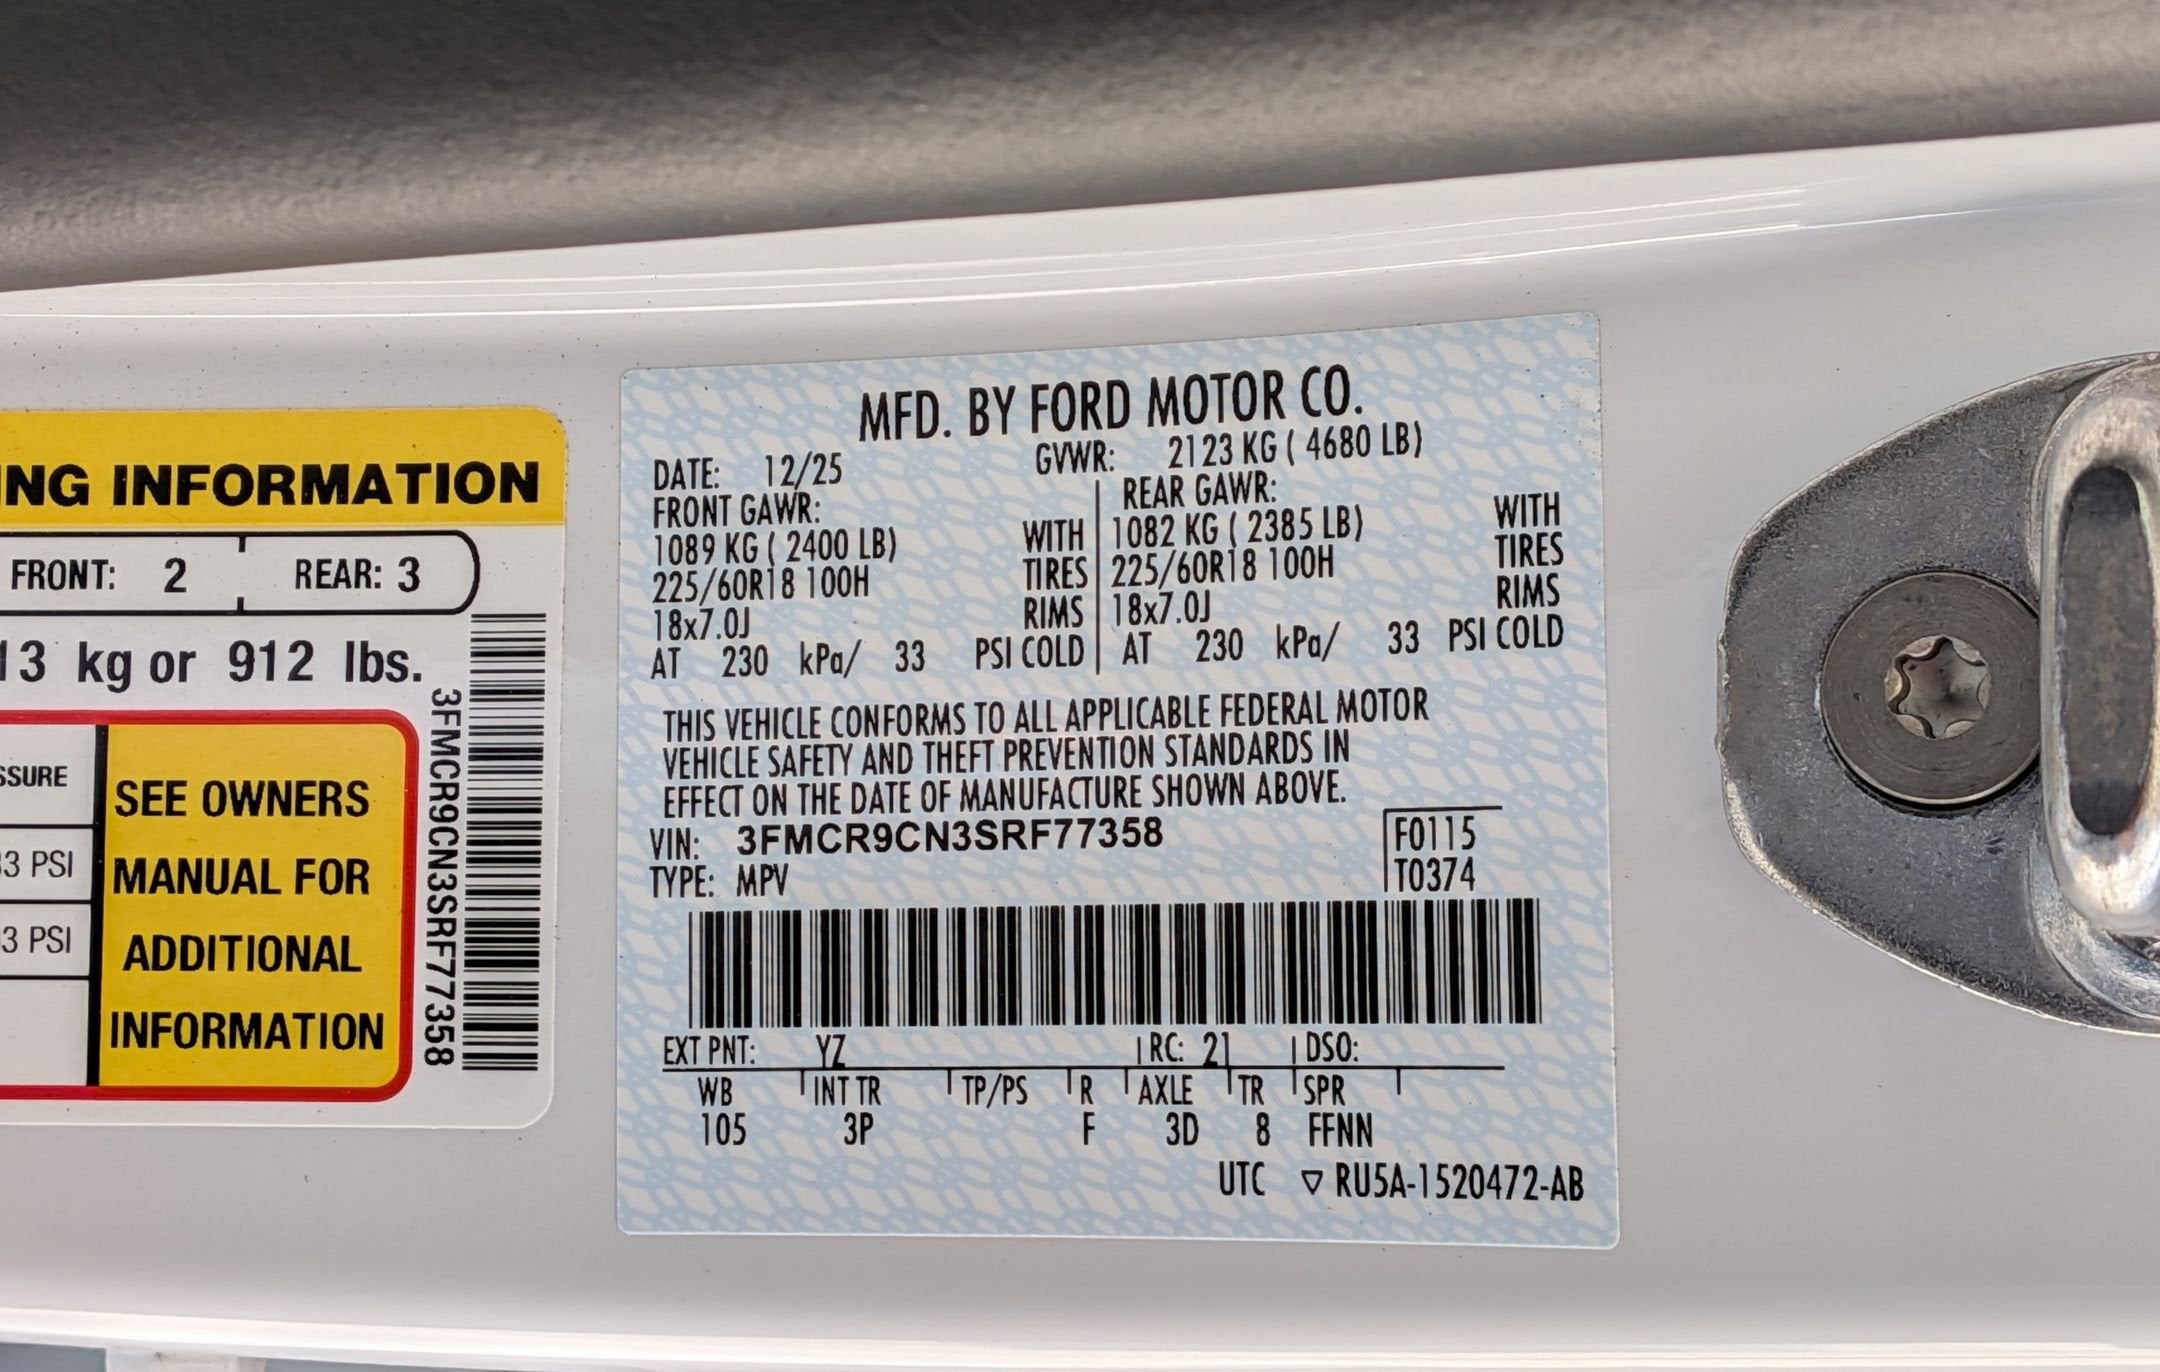 ING INFORMATION
FRONT: 2 REAR: 3
13 kg or 912 lbs.
SSURE
33 PSI
33 PSI
SEE OWNERS
MANUAL FOR
ADDITIONAL
INFORMATION
3FMCR9CN3SRF77358
MFD. BY FORD MOTOR CO.
DATE: 12/25 GVWR: 2123 KG ( 4680 LB)
FRONT GAWR: REAR GAWR:
1089 KG ( 2400 LB) WITH 1082 KG ( 2385 LB) WITH
225/60R18 100H TIRES 225/60R18 100H TIRES
18x7.0J RIMS 18x7.0J RIMS
AT 230 kPa/ 33 PSI COLD AT 230 kPa/ 33 PSI COLD
THIS VEHICLE CONFORMS TO ALL APPLICABLE FEDERAL MOTOR
VEHICLE SAFETY AND THEFT PREVENTION STANDARDS IN
EFFECT ON THE DATE OF MANUFACTURE SHOWN ABOVE.
VIN: 3FMCR9CN3SRF77358 F0115
TYPE: MPV T0374
EXT PNT: YZ RC: 21 DSO:
WB INT TR TP/PS R AXLE TR SPR
105 3P F 3D 8 FFNN
UTC ▽ RU5A-1520472-AB